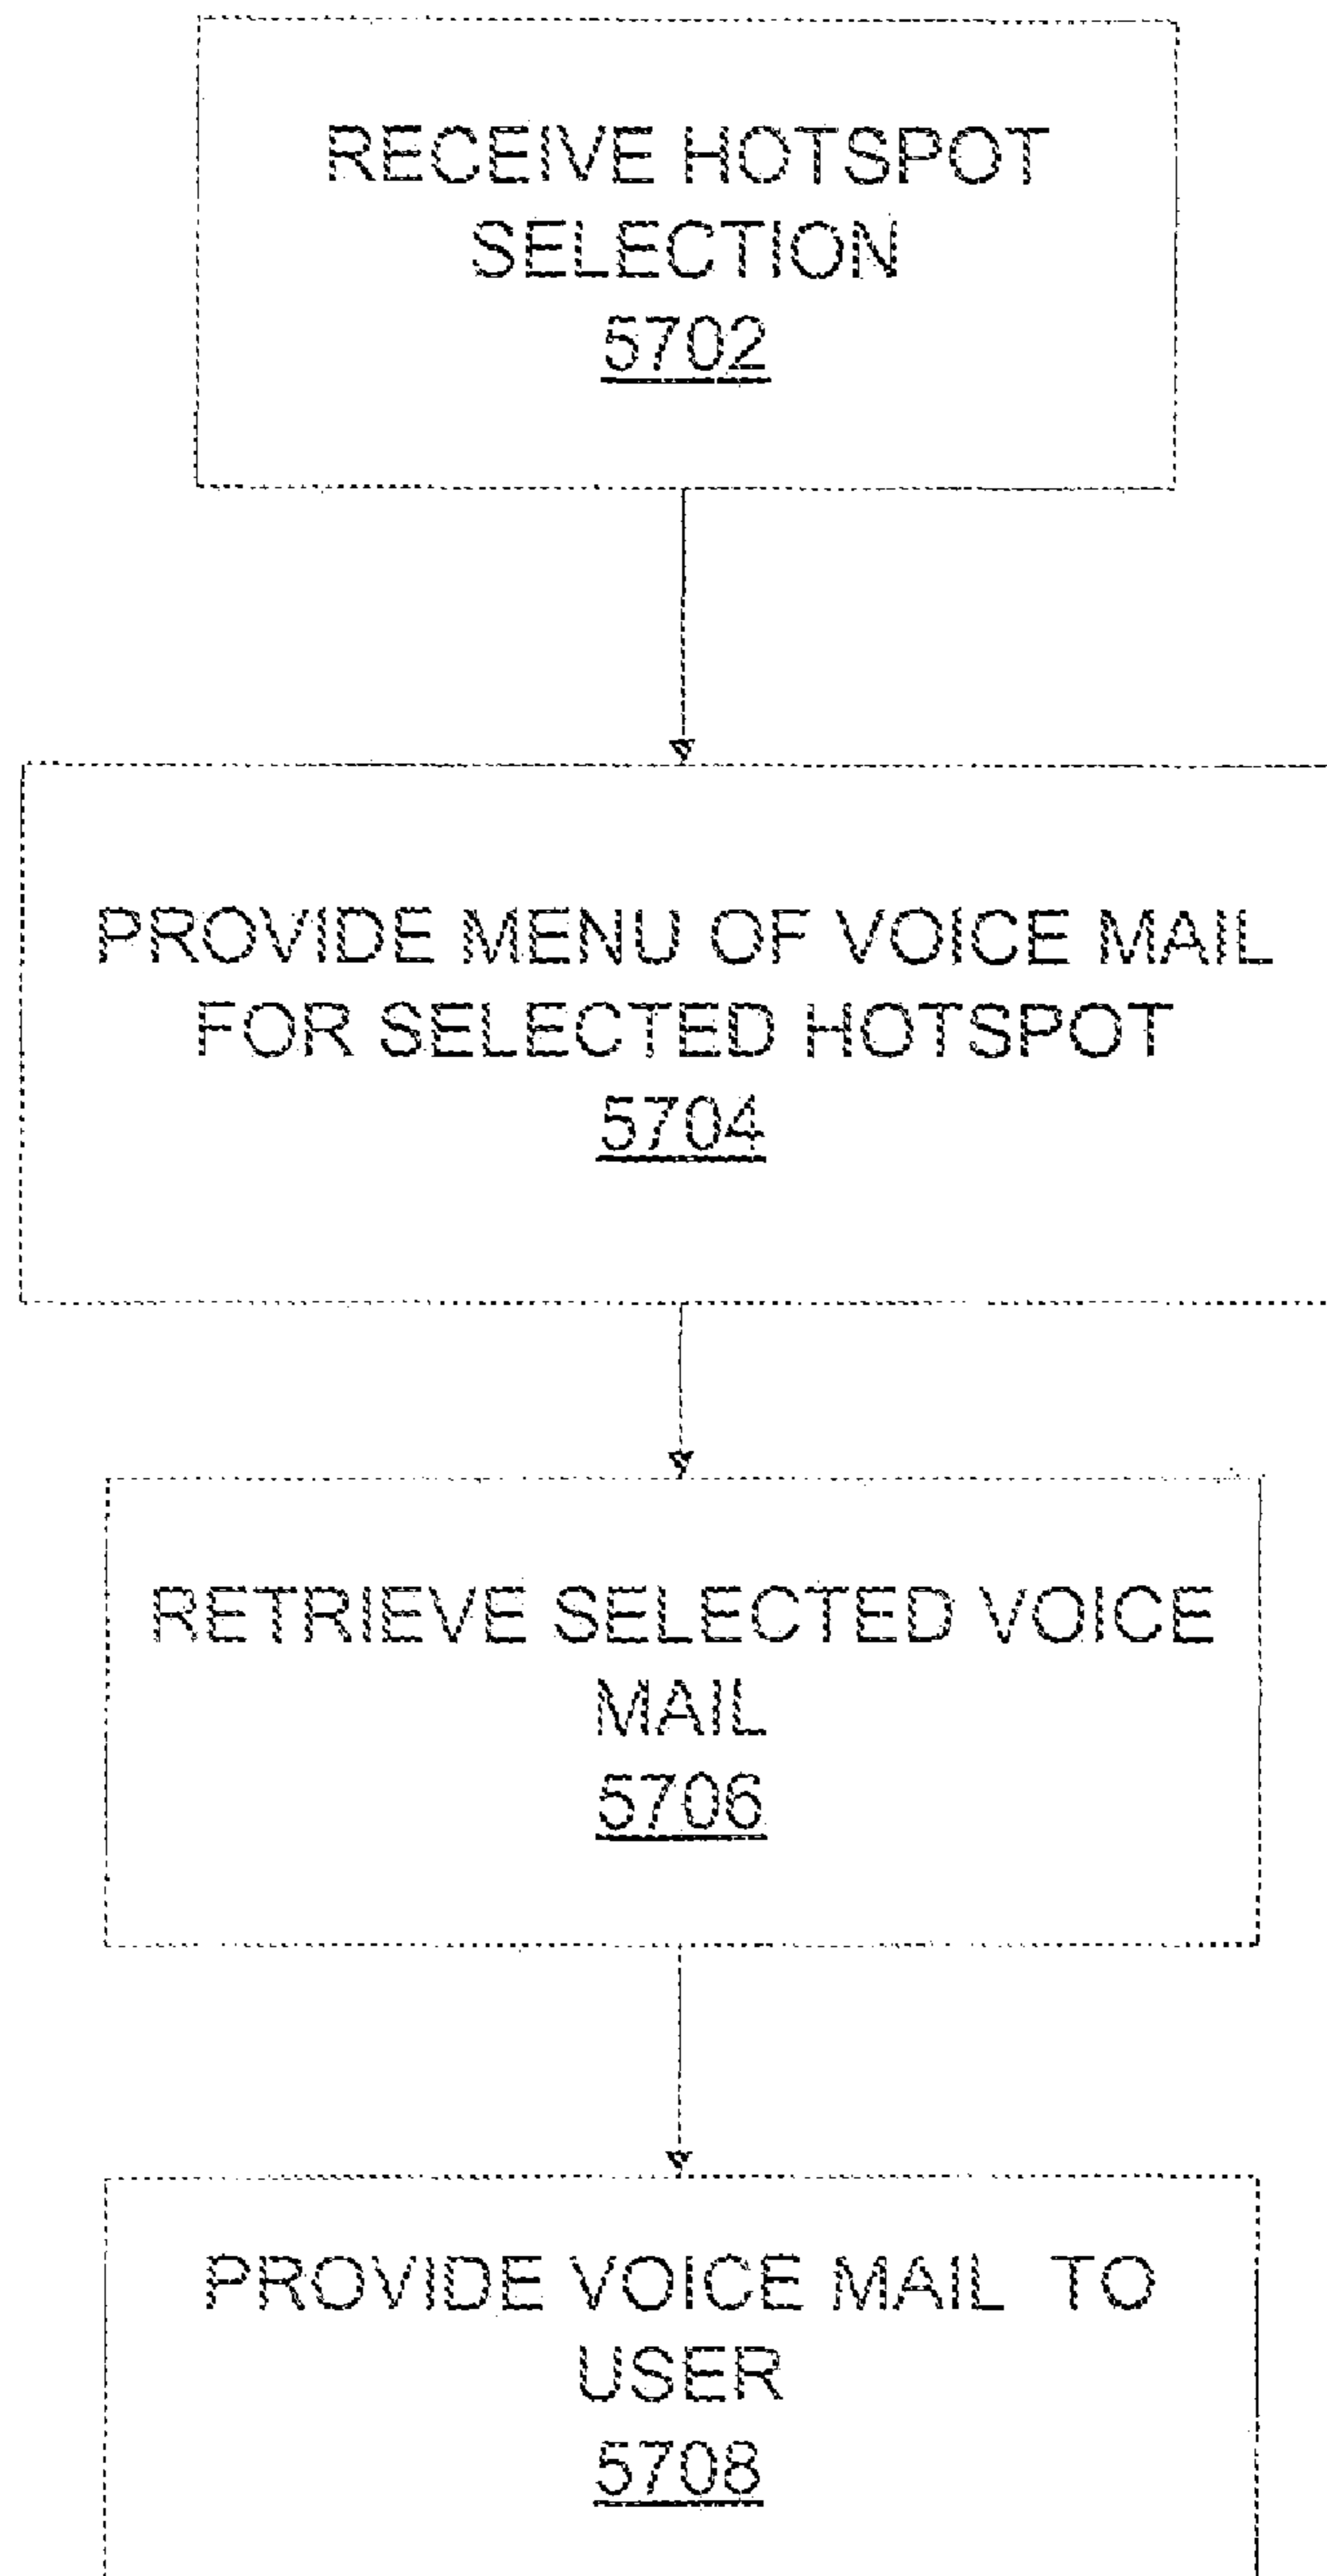 RECEIVE HOTSPOT
SELECTION
5702
PROVIDE MENU OF VOICE MAIL
FOR SELECTED HOTSPOT
5704
RETRIEVE SELECTED VOICE
MAIL
5706
PROVIDE VOICE MAIL TO
USER
5708